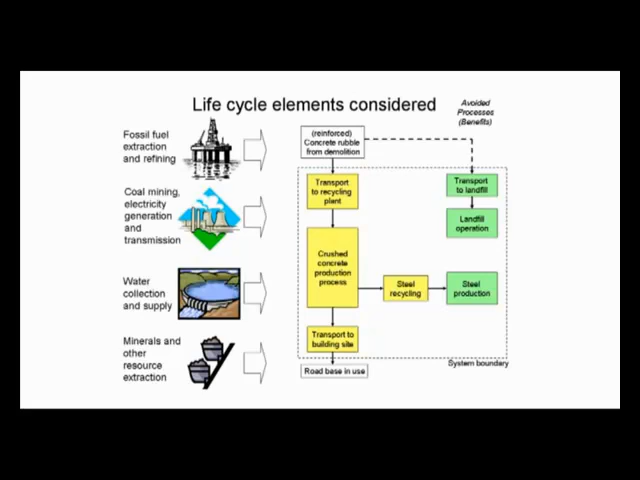 Life cycle elements considered
Avoided
Processes
(Benefits)
Fossil fuel
extraction
and refining
Coal mining,
electricity
generation
and
transmission
Water
collection
and supply
Minerals and
other
resource
extraction
(reinforced)
Concrete rubble
from demolition
Transport
to recycling
plant
Transport
to landfill
Landfill
operation
Crushed
concrete
production
process
Steel
recycling
Steel
production
Transport to
building site
System boundary
Road base in use